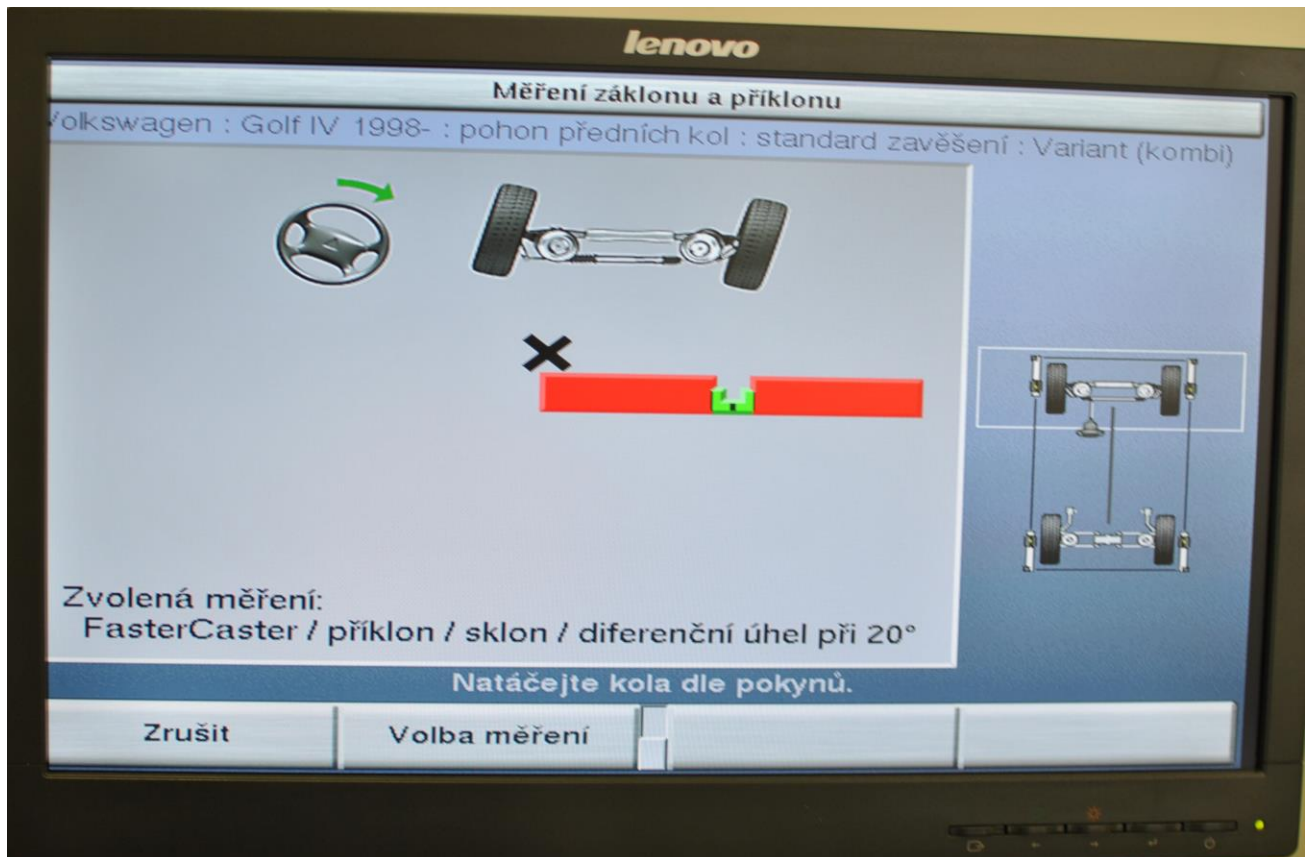 lenovo
Měření záklonu a příklonu
Volkswagen : Golf IV 1998- : pohon předních kol : standard zavěšení : Variant (kombi)
Zvolená měření:
FasterCaster / příklon / sklon / diferenční úhel při 20°
Natáčejte kola dle pokynů.
Zrušit
Volba měření